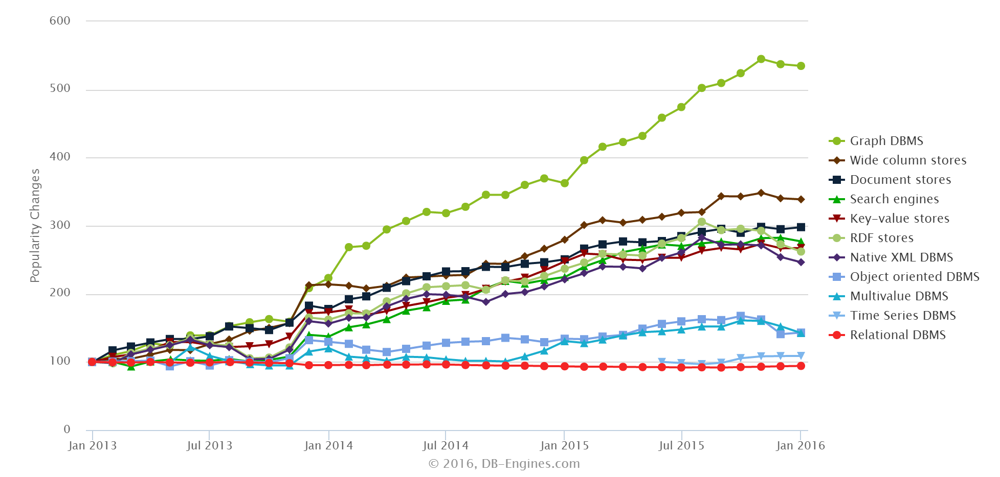 600
500
400
300
200
100
0
Popularity Changes
Jan 2013
Jul 2013
Jan 2014
Jul 2014
Jan 2015
Jul 2015
Jan 2016
© 2016, DB-Engines.com
Graph DBMS
Wide column stores
Document stores
Search engines
Key-value stores
RDF stores
Native XML DBMS
Object oriented DBMS
Multivalue DBMS
Time Series DBMS
Relational DBMS